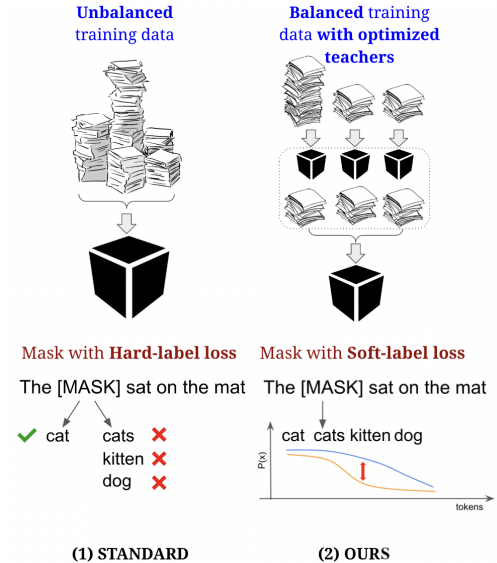 Unbalanced
training data
Balanced training
data with optimized
teachers
Mask with Hard-label loss
The [MASK] sat on the mat
cat
cats
kitten
dog
Mask with Soft-label loss
The [MASK] sat on the mat
cat cats kitten dog
P(x)
tokens
(1) STANDARD
(2) OURS